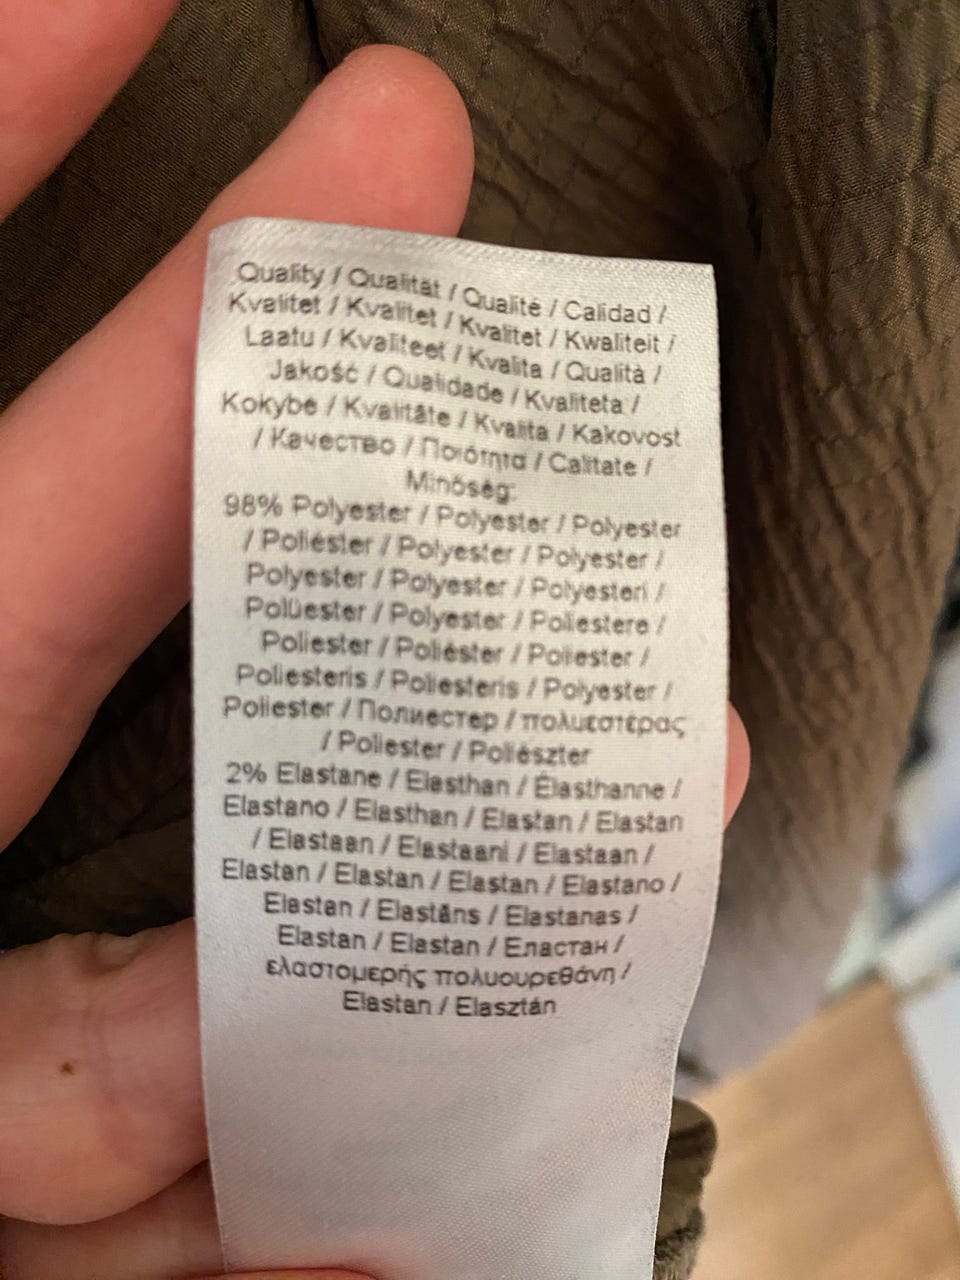 Quality / Qualität / Qualité / Calidad /
Kvalitet / Kvalitet / Kvalitet / Kwaliteit /
Laatu / Kvaliteet / Kvalita / Qualità /
Jakość / Qualidade / Kvaliteta /
Kokybė / Kvalitāte / Kvalita / Kakovost
/ Качество / Ποιότητα / Calitate /
Minőség:
98% Polyester / Polyester / Polyester
/ Poliéster / Polyester / Polyester /
Polyester / Polyester / Polyesteri /
Polüester / Polyester / Poliestere /
Poliester / Poliéster / Poliester /
Poliesteris / Poliesteris / Polyester /
Poliester / Полиестер / πολυεστέρας
/ Poliester / Poliészter
2% Elastane / Elasthan / Élasthanne /
Elastano / Elasthan / Elastan / Elastan
/ Elastaan / Elastaani / Elastaan /
Elastan / Elastan / Elastan / Elastano /
Elastan / Elastāns / Elastanas /
Elastan / Elastan / Еластан /
ελαστομερής πολυουρεθάνη /
Elastan / Elasztán